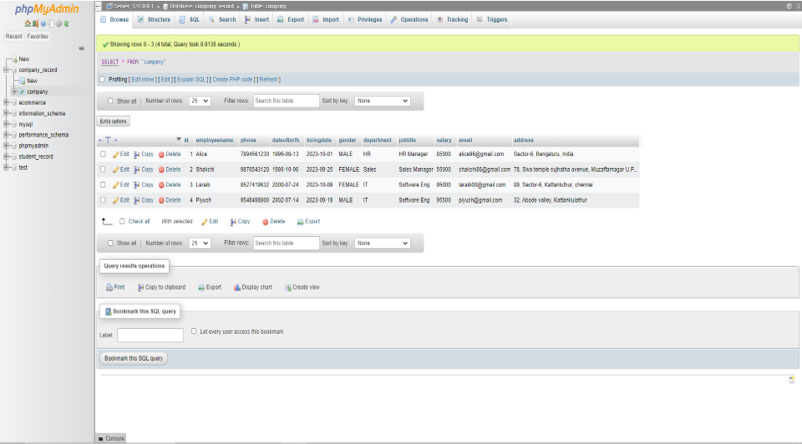 phpMyAdmin
Server: 127.0.0.1 » Database: company_record » Table: company
Browse Structure SQL Search Insert Export Import Privileges Operations Tracking Triggers
Recent Favorites
New
company_record
New
company
ecommerce
information_schema
mysql
performance_schema
phpmyadmin
student_record
test
Showing rows 0 - 3 (4 total, Query took 0.0135 seconds.)
SELECT * FROM `company`
Profiling [ Edit inline ] [ Edit ] [ Explain SQL ] [ Create PHP code ] [ Refresh ]
Show all Number of rows: 25 Filter rows: Search this table Sort by key: None
Extra options
id employeename phone dateofbirth hiringdate gender department jobtitle salary email address
Edit Copy Delete 1 Alice 7894561230 1996-08-13 2023-10-01 MALE HR HR Manager 85000 alice96@gmail.com Sector-6, Bengaluru, India
Edit Copy Delete 2 Shakshi 9876543120 1986-10-06 2023-09-25 FEMALE Sales Sales Manager 75000 shakshi86@gmail.com 78, Siva temple sujhatha avenue, Muzaffarnagar U.P...
Edit Copy Delete 3 Laraib 8527419632 2000-07-24 2023-10-09 FEMALE IT Software Eng 95000 laraib00@gmail.com 89, Sector-6, Kattankluthur, chennai
Edit Copy Delete 4 Piyush 9548498900 2002-07-14 2023-09-19 MALE IT Software Eng 95500 piyush@gmail.com 32, Abode valley, Kattankulathur
Check all With selected: Edit Copy Delete Export
Show all Number of rows: 25 Filter rows: Search this table Sort by key: None
Query results operations
Print Copy to clipboard Export Display chart Create view
Bookmark this SQL query
Label: Let every user access this bookmark
Bookmark this SQL query
Console